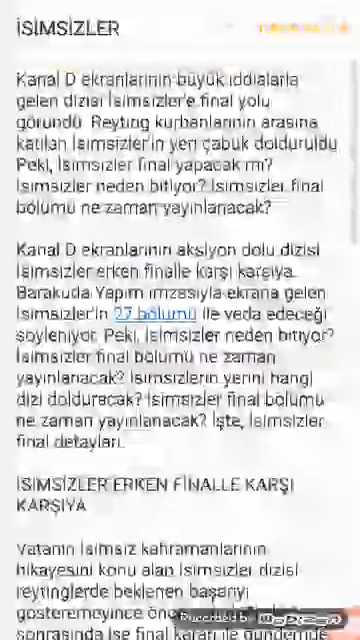 İSİMSİZLER
Kanal D ekranlarının büyük iddialarla
gelen dizisi İsimsizler'e final yolu
göründü. Reyting kurbanlarının arasına
katılan İsimsizler'in yeri çabuk dolduruldu.
Peki, İsimsizler final yapacak mı?
İsimsizler neden bitiyor? İsimsizler final
bölümü ne zaman yayınlanacak?
Kanal D ekranlarının aksiyon dolu dizisi
İsimsizler erken finalle karşı karşıya.
Barakuda Yapım imzasıyla ekrana gelen
İsimsizler'in 27.bölümü ile veda edeceği
söyleniyor. Peki, İsimsizler neden bitiyor?
İsimsizler final bölümü ne zaman
yayınlanacak? İsimsizlerin yerini hangi
dizi dolduracak? İsimsizler final bölümü
ne zaman yayınlanacak? İşte, İsimsizler
final detayları.
İSİMSİZLER ERKEN FİNALLE KARŞI
KARŞIYA
Vatanın İsimsiz kahramanlarının
hikayesini konu alan İsimsizler dizisi
reytinglerde beklenen başarıyı
gösteremeyince önce
sonrasında ise final kararı ile gündemde